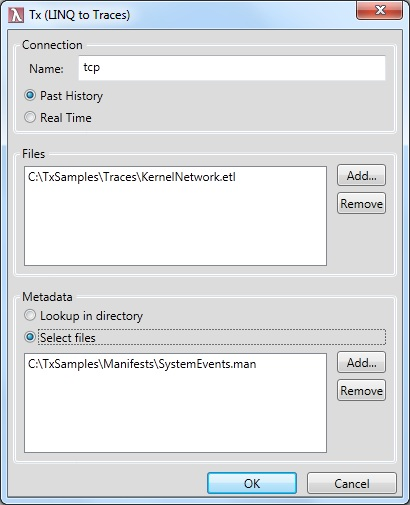 Tx (LINQ to Traces)
Connection
Name: tcp
Past History
Real Time
Files
C:\TxSamples\Traces\KernelNetwork.etl
Add...
Remove
Metadata
Lookup in directory
Select files
C:\TxSamples\Manifests\SystemEvents.man
Add...
Remove
OK Cancel